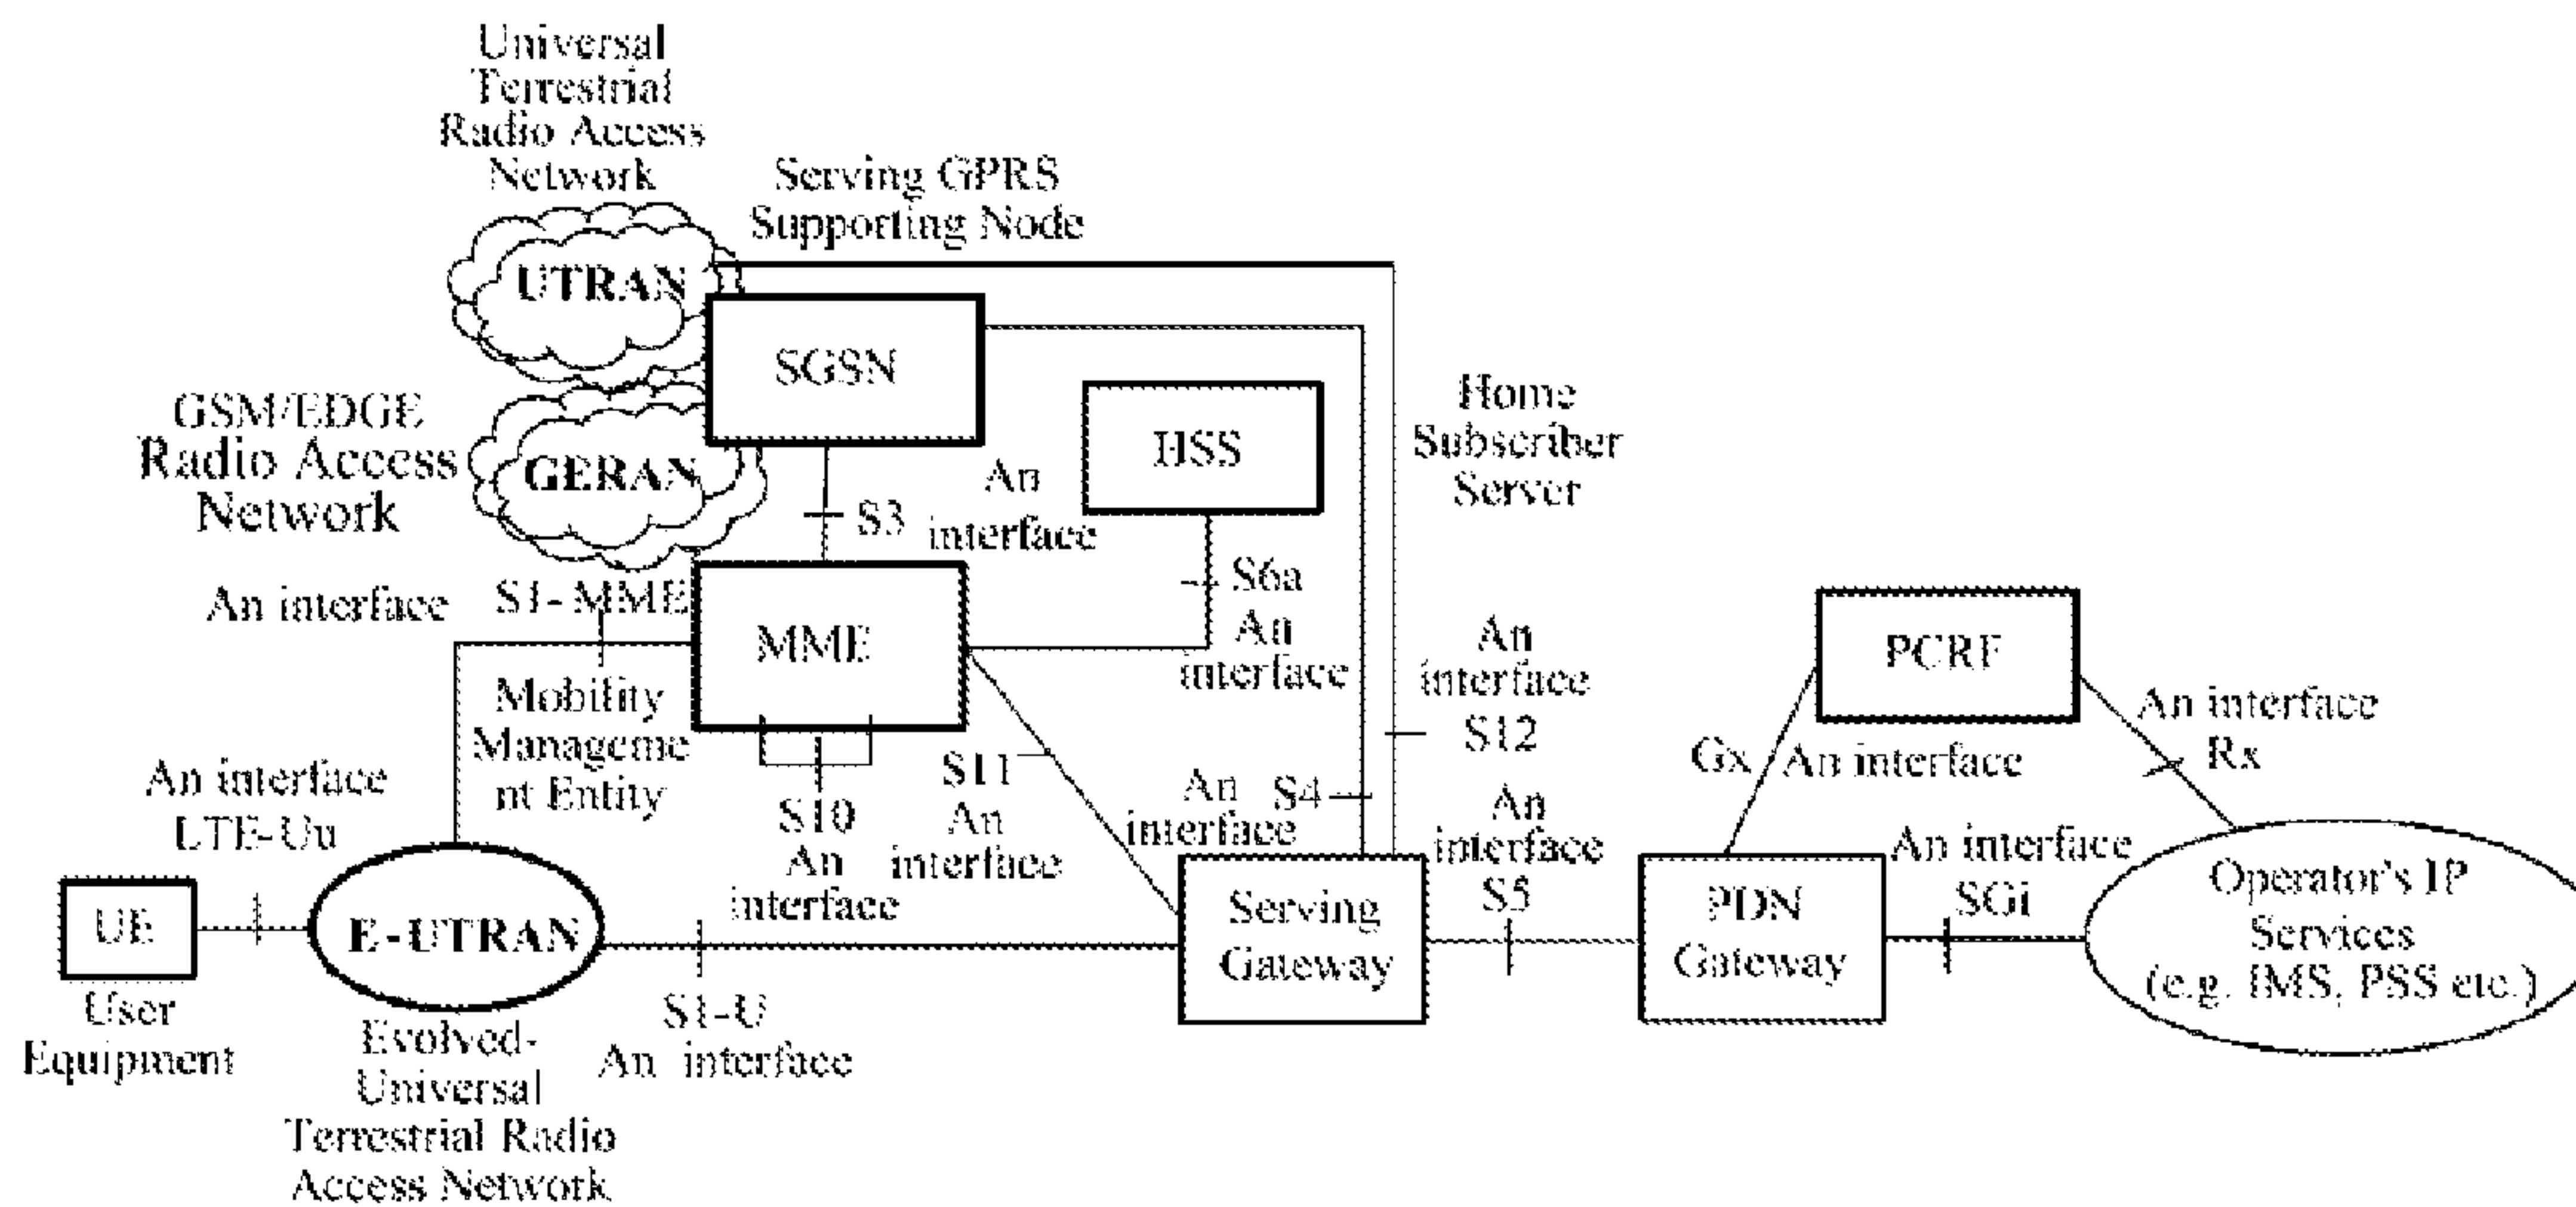 Universal
Terrestrial
Radio Access
Network
Serving GPRS
Supporting Node
UTRAN
SGSN
GSM/EDGE
Radio Access
Network
GERAN
HSS
Home
Subscriber
Server
S3
An
interface
An interface
S1-MME
S6a
An
interface
MME
Mobility
Manageme
nt Entity
An
interface
S12
PCRF
An interface
Rx
Gx
An interface
An interface
LTE-Uu
S10
An
interface
S11
An
interface
An
interface
S4
An
interface
S5
An interface
SGi
UE
User
Equipment
E-UTRAN
Evolved-
Universal
Terrestrial Radio
Access Network
S1-U
An interface
Serving
Gateway
PDN
Gateway
Operator's IP
Services
(e.g. IMS, PSS etc.)